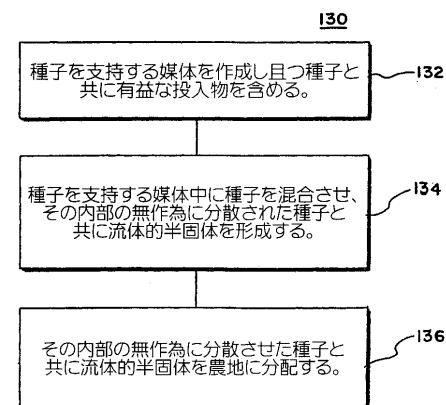 130
種子を支持する媒体を作成し且つ種子と
共に有益な投入物を含める。
132
種子を支持する媒体中に種子を混合させ、
その内部の無作為に分散された種子と
共に流体的半固体を形成する。
134
その内部の無作為に分散させた種子と
共に流体的半固体を農地に分配する。
136